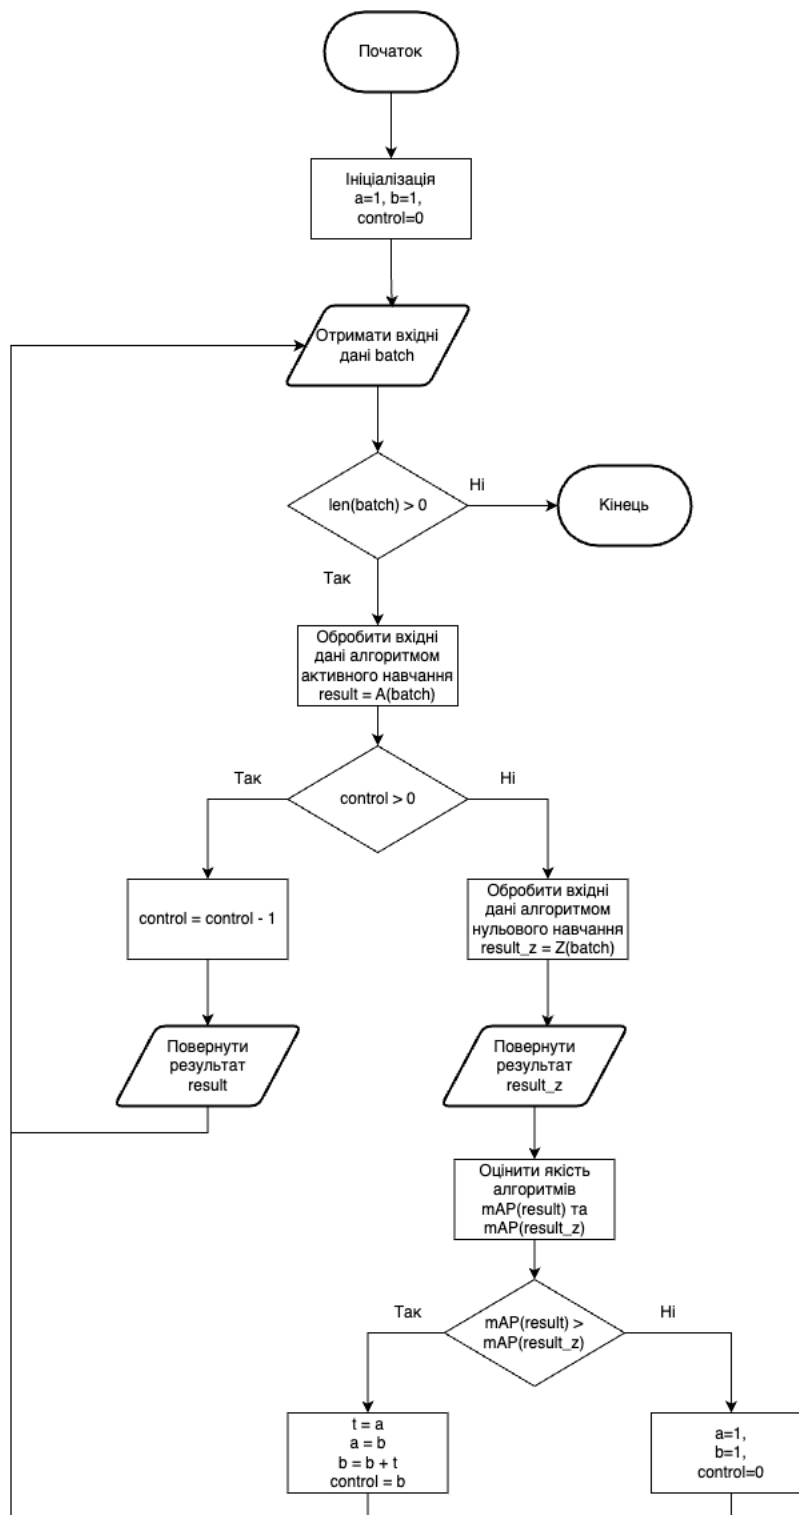 Початок
Ініціалізація
a=1, b=1,
control=0
Отримати вхідні
дані batch
len(batch) > 0
Ні
Кінець
Так
Обробити вхідні
дані алгоритмом
активного навчання
result = A(batch)
control > 0
Так
Ні
control = control - 1
Обробити вхідні
дані алгоритмом
нульового навчання
result_z = Z(batch)
Повернути
результат
result
Повернути
результат
result_z
Оцінити якість
алгоритмів
mAP(result) та
mAP(result_z)
mAP(result) >
mAP(result_z)
Так
Ні
t = a
a = b
b = b + t
control = b
a=1,
b=1,
control=0